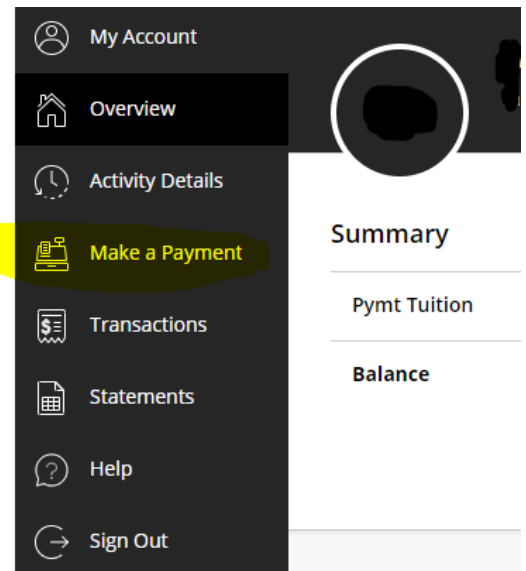 My Account
Overview
Activity Details
Make a Payment
Transactions
Statements
Help
Sign Out
Summary
Pymt Tuition
Balance